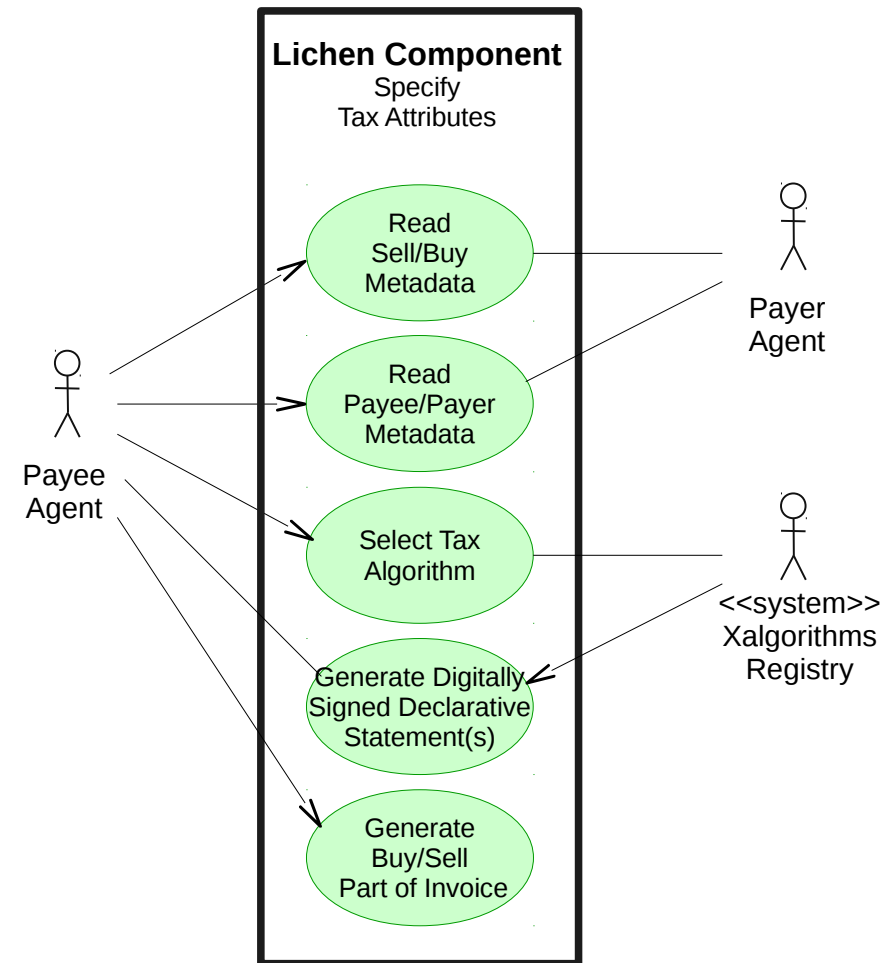 Lichen Component
Specify
Tax Attributes
Read
Sell/Buy
Metadata
Payer
Agent
Read
Payee/Payer
Metadata
Payee
Agent
Select Tax
Algorithm
<<system>>
Xalgorithms
Registry
Generate Digitally
Signed Declarative
Statement(s)
Generate
Buy/Sell
Part of Invoice